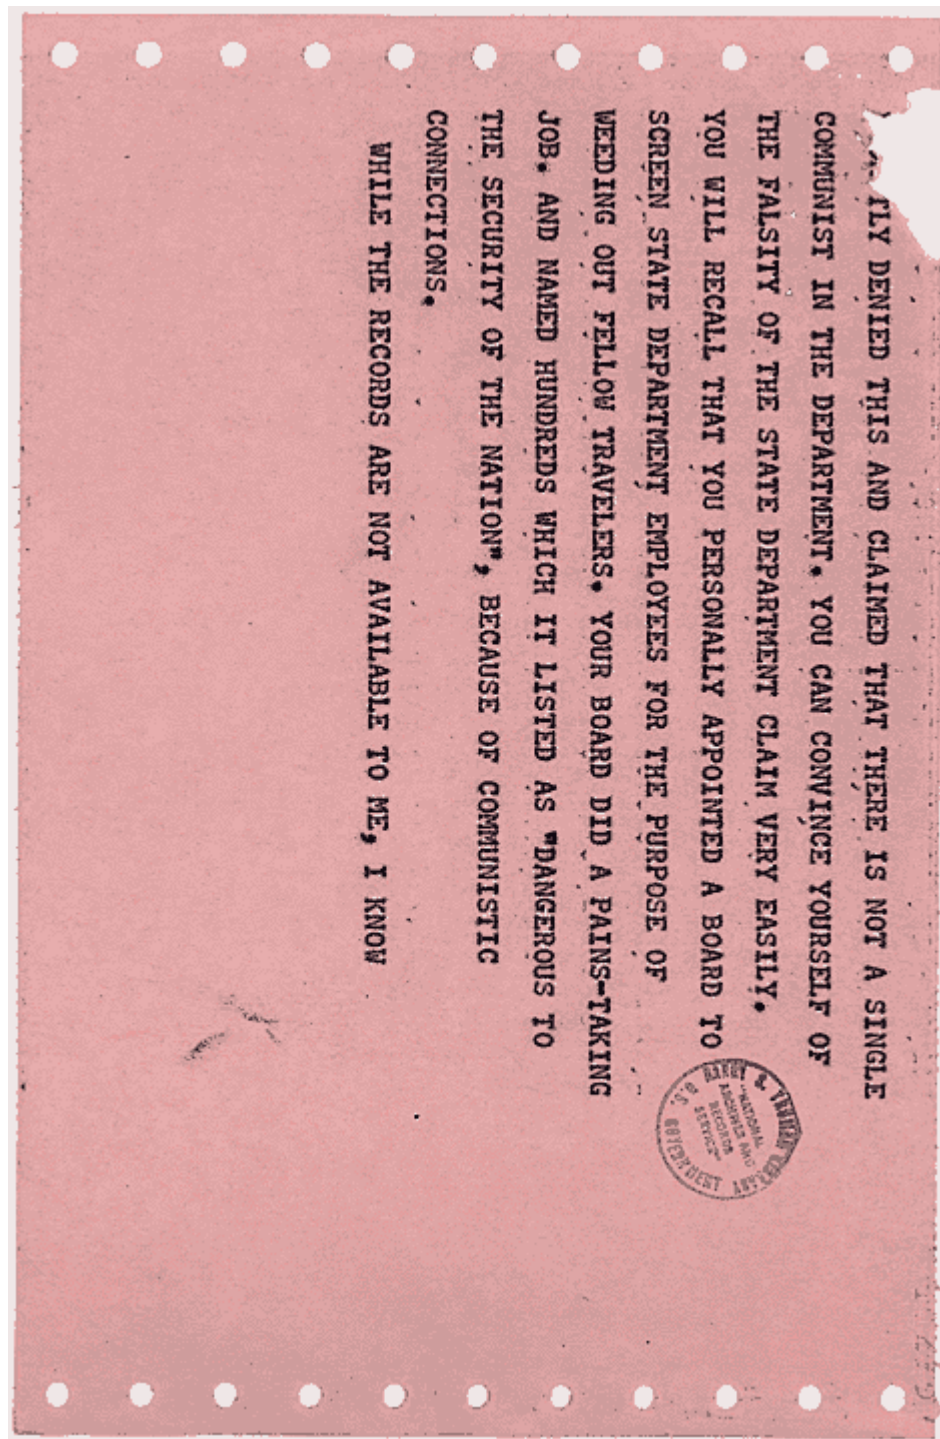 TLY DENIED THIS AND CLAIMED THAT THERE IS NOT A SINGLE
COMMUNIST IN THE DEPARTMENT. YOU CAN CONVINCE YOURSELF OF
THE FALSITY OF THE STATE DEPARTMENT CLAIM VERY EASILY.
YOU WILL RECALL THAT YOU PERSONALLY APPOINTED A BOARD TO
SCREEN STATE DEPARTMENT EMPLOYEES FOR THE PURPOSE OF
WEEDING OUT FELLOW TRAVELERS. YOUR BOARD DID A PAINS-TAKING
JOB. AND NAMED HUNDREDS WHICH IT LISTED AS "DANGEROUS TO
THE SECURITY OF THE NATION", BECAUSE OF COMMUNISTIC
CONNECTIONS.
WHILE THE RECORDS ARE NOT AVAILABLE TO ME, I KNOW
HARRY S. TRUMAN
"NATIONAL
ARCHIVES AND
RECORDS
SERVICE"
U.S. GOVERNMENT